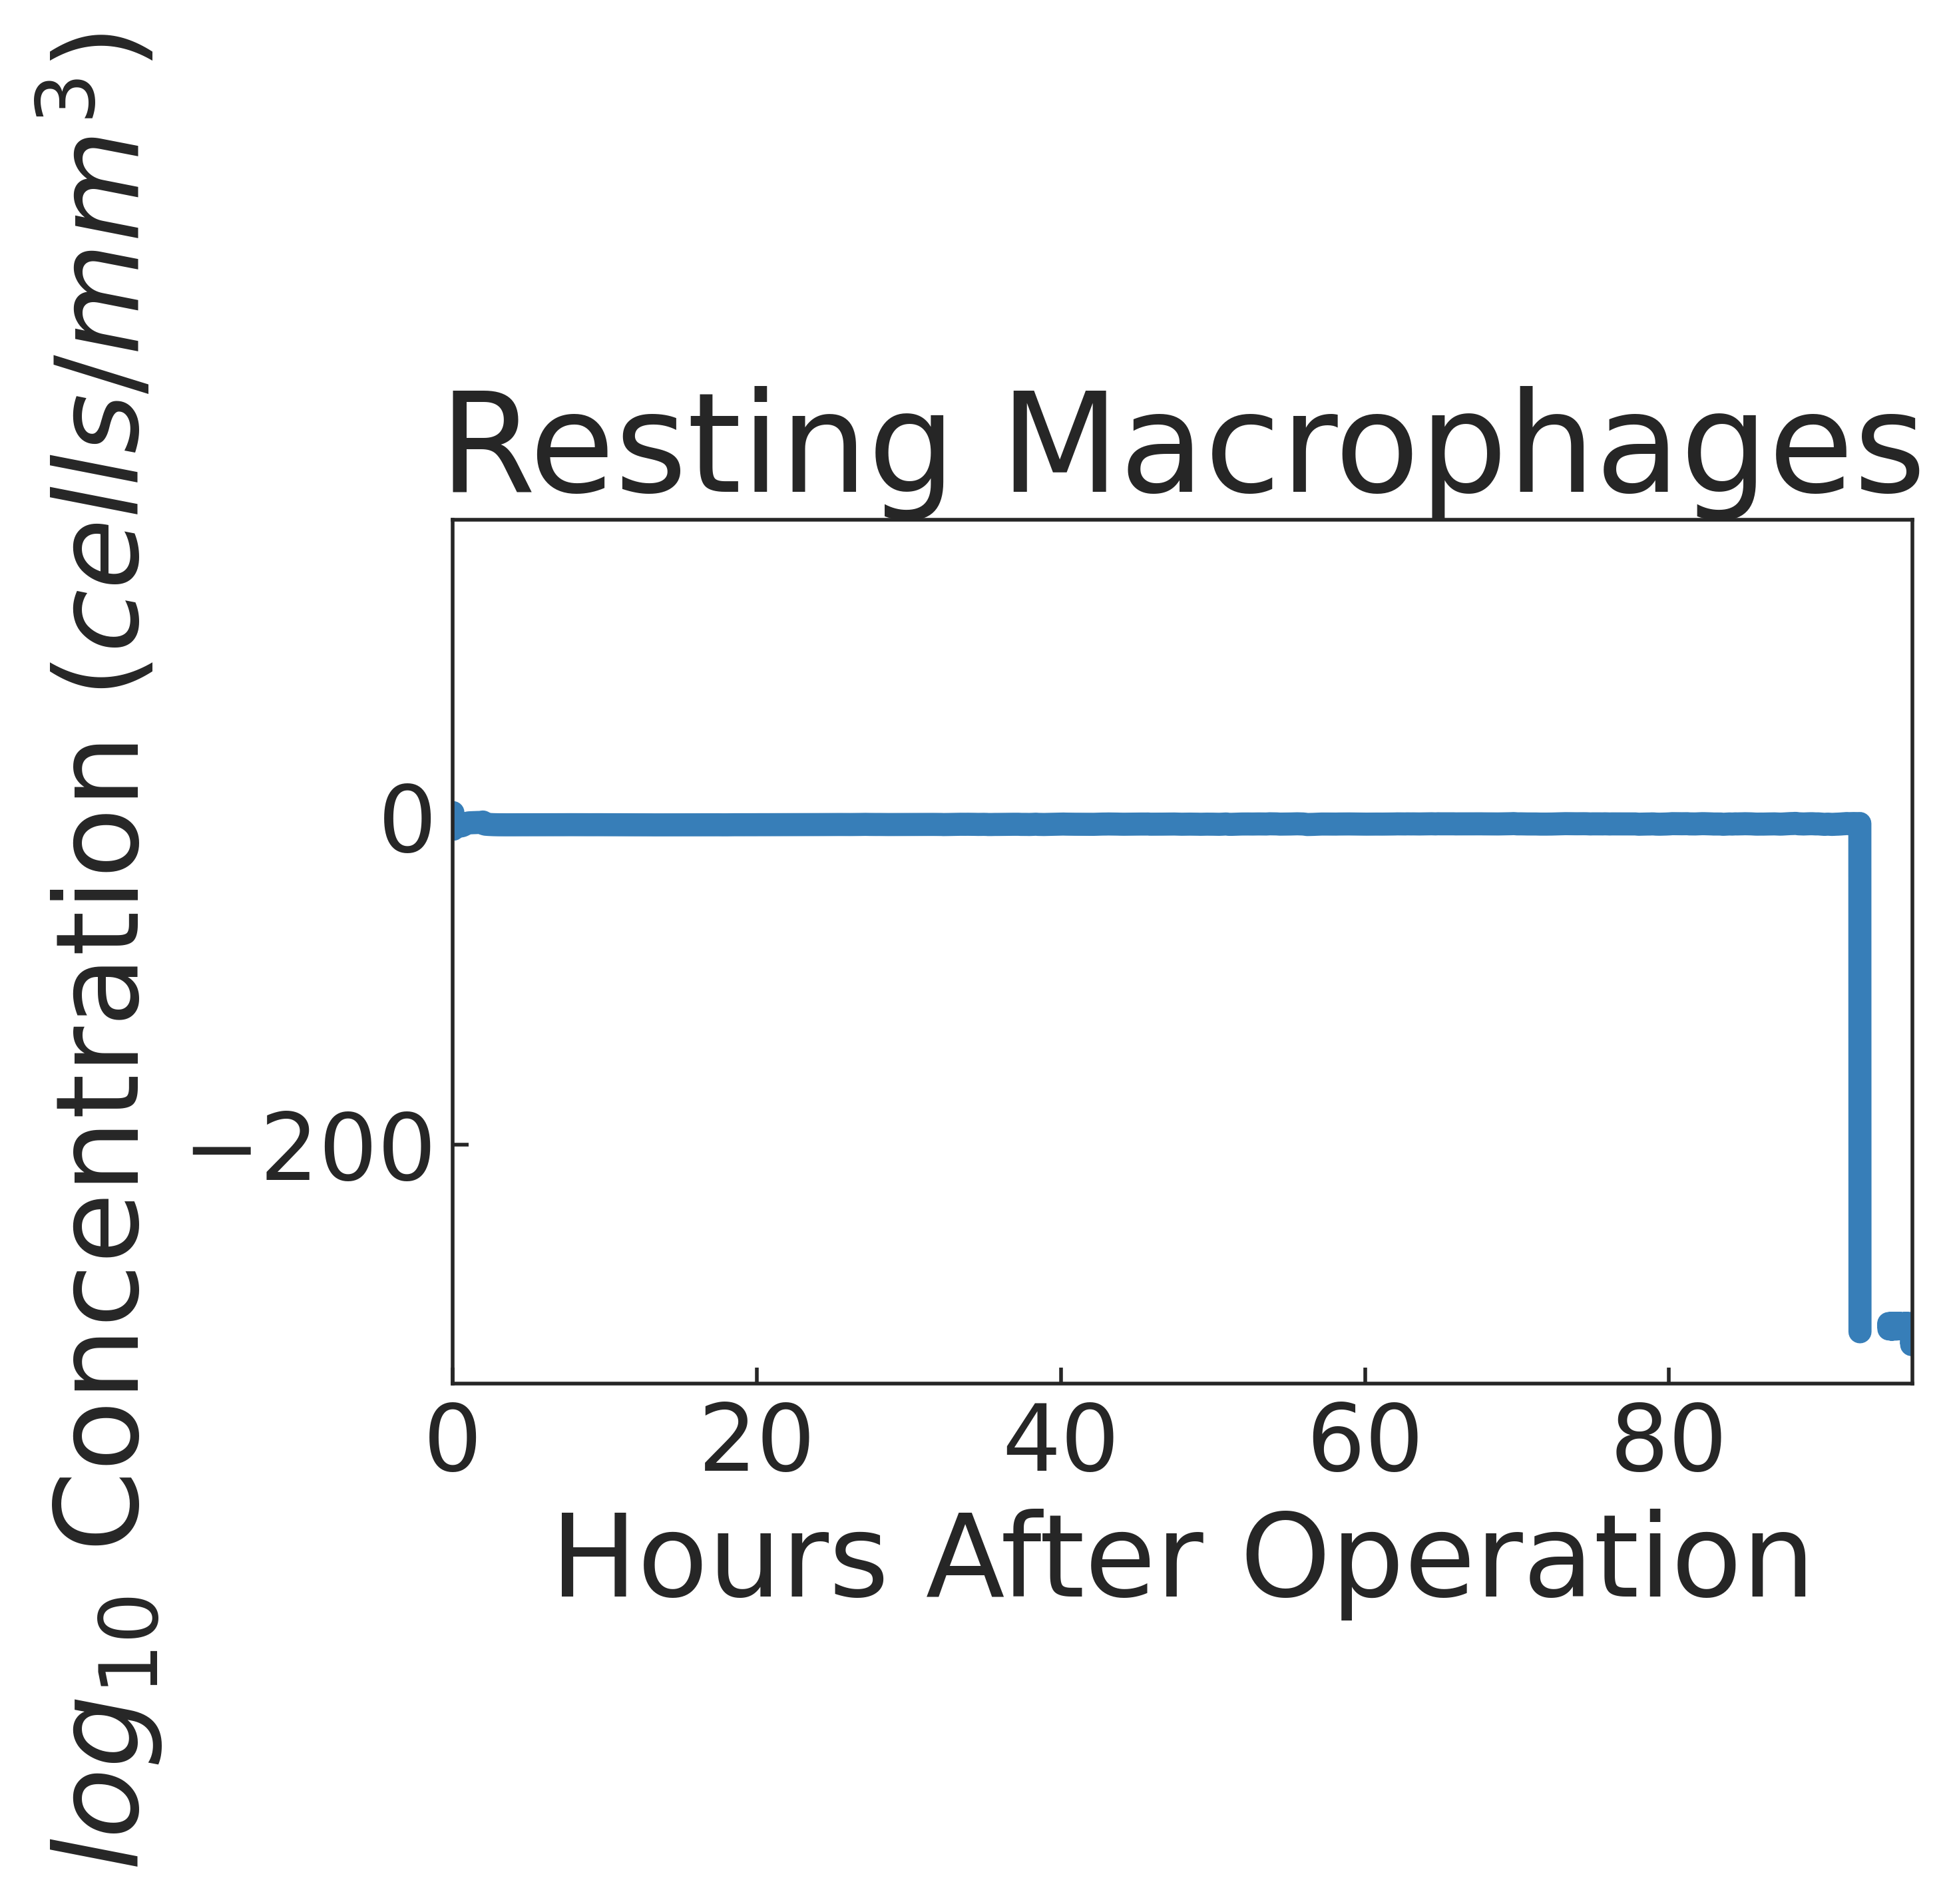 Resting Macrophages
log10 Concentration (cells/mm3)
0
−200
0 20 40 60 80
Hours After Operation